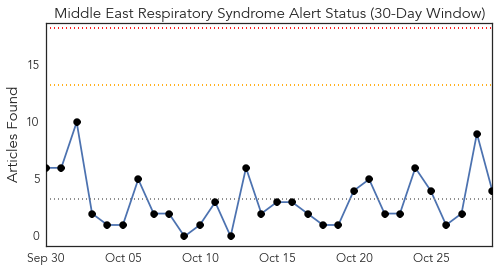 Middle East Respiratory Syndrome Alert Status (30-Day Window)
Articles Found
15
10
5
0
Sep 30
Oct 05
Oct 10
Oct 15
Oct 20
Oct 25